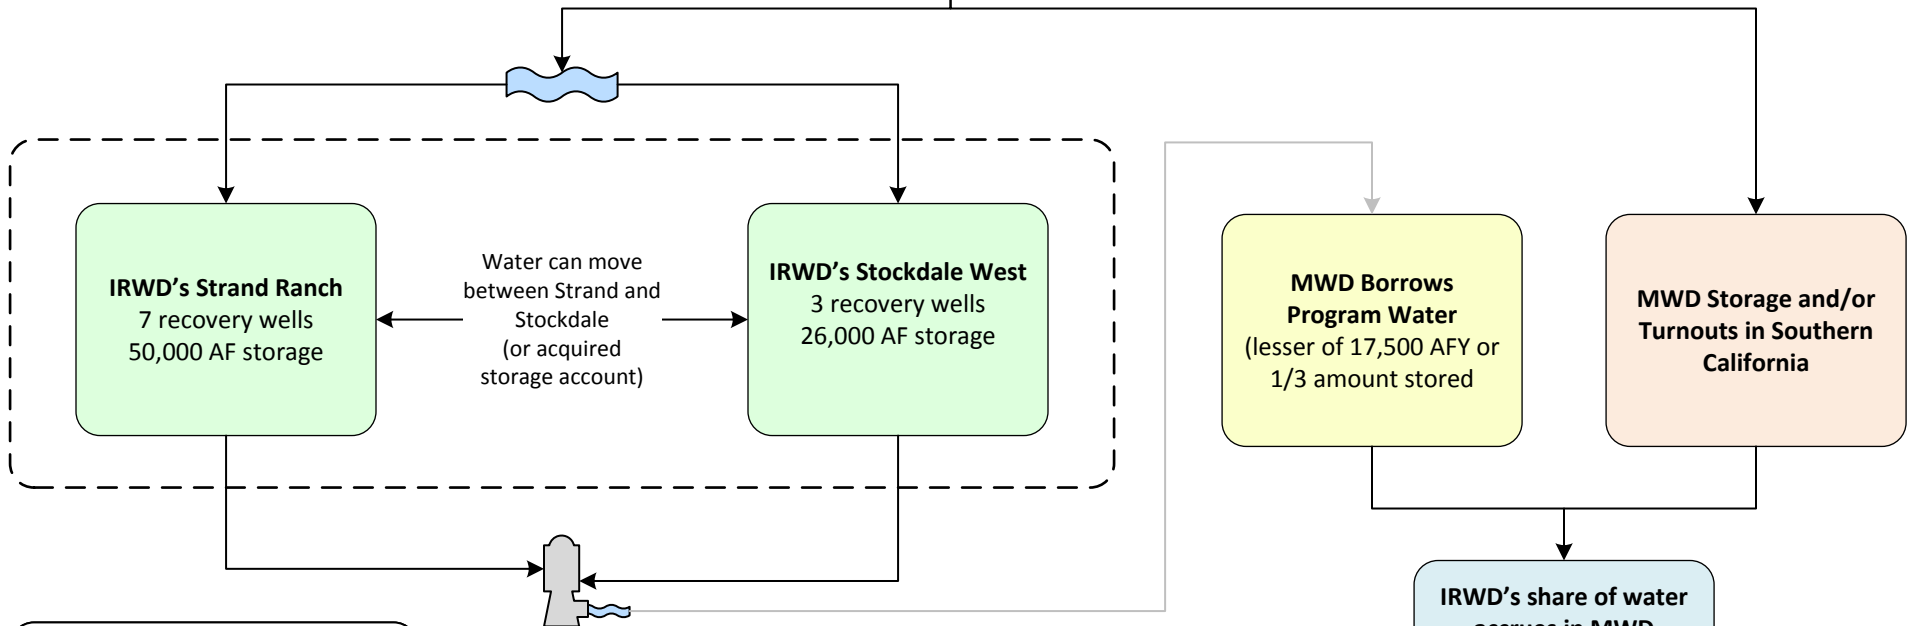 IRWD's Strand Ranch
7 recovery wells
50,000 AF storage
Water can move
between Strand and
Stockdale
(or acquired
storage account)
IRWD's Stockdale West
3 recovery wells
26,000 AF storage
MWD Borrows
Program Water
(lesser of 17,500 AFY or
1/3 amount stored
MWD Storage and/or
Turnouts in Southern
California
IRWD's share of water
accrues in MWD